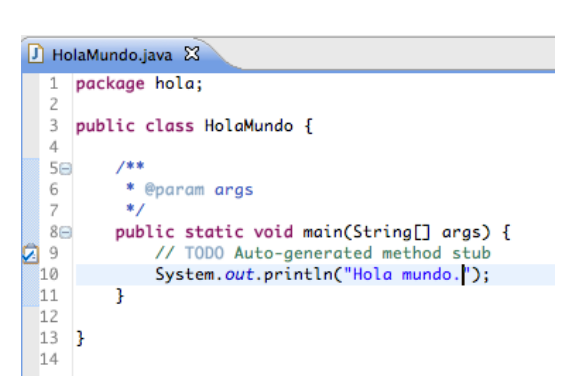 J HolaMundo.java
1 package hola;
2
3 public class HolaMundo {
4
5 /**
6 * @param args
7 */
8 public static void main(String[] args) {
9 // TODO Auto-generated method stub
10 System.out.println("Hola mundo.");
11 }
12
13 }
14